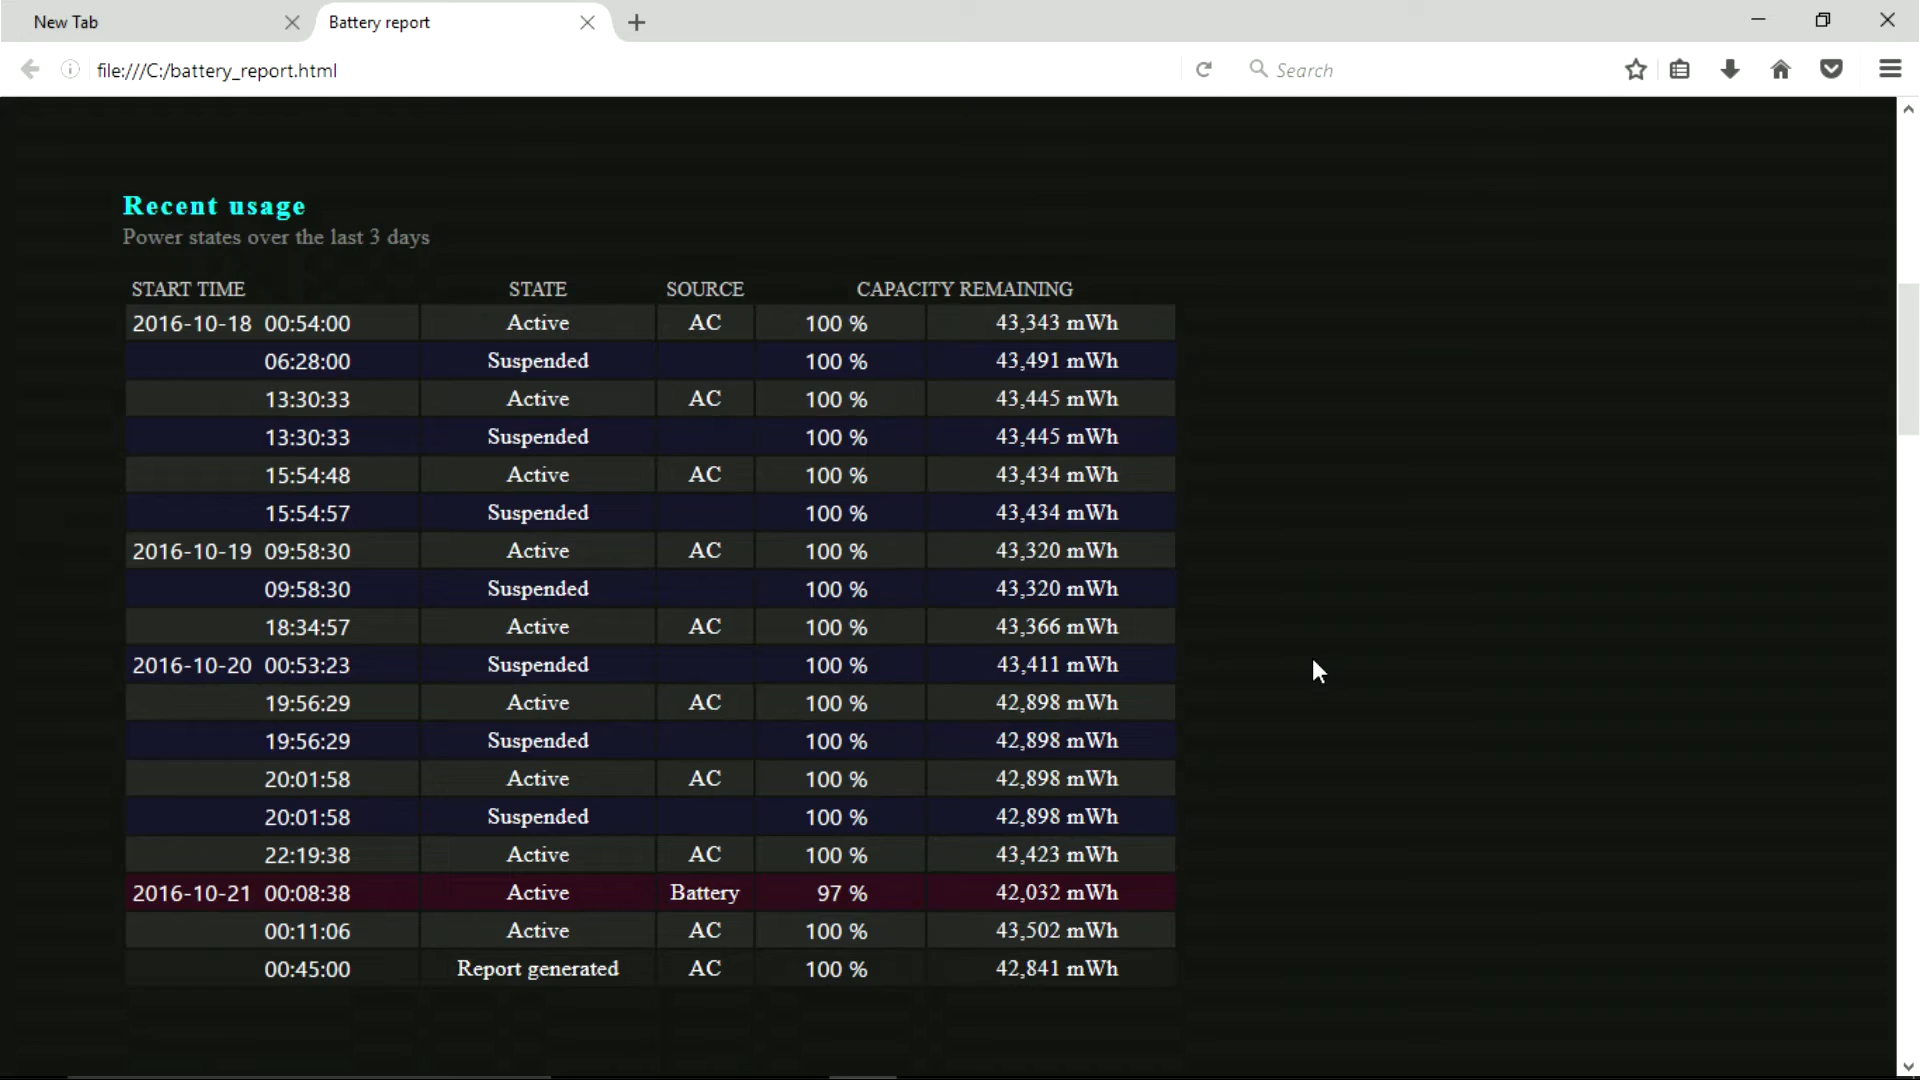 New Tab
Battery report
file:///C:/battery_report.html
Search
Recent usage
Power states over the last 3 days
START TIME STATE SOURCE CAPACITY REMAINING
2016-10-18 00:54:00 Active AC 100 % 43,343 mWh
06:28:00 Suspended 100 % 43,491 mWh
13:30:33 Active AC 100 % 43,445 mWh
13:30:33 Suspended 100 % 43,445 mWh
15:54:48 Active AC 100 % 43,434 mWh
15:54:57 Suspended 100 % 43,434 mWh
2016-10-19 09:58:30 Active AC 100 % 43,320 mWh
09:58:30 Suspended 100 % 43,320 mWh
18:34:57 Active AC 100 % 43,366 mWh
2016-10-20 00:53:23 Suspended 100 % 43,411 mWh
19:56:29 Active AC 100 % 42,898 mWh
19:56:29 Suspended 100 % 42,898 mWh
20:01:58 Active AC 100 % 42,898 mWh
20:01:58 Suspended 100 % 42,898 mWh
22:19:38 Active AC 100 % 43,423 mWh
2016-10-21 00:08:38 Active Battery 97 % 42,032 mWh
00:11:06 Active AC 100 % 43,502 mWh
00:45:00 Report generated AC 100 % 42,841 mWh